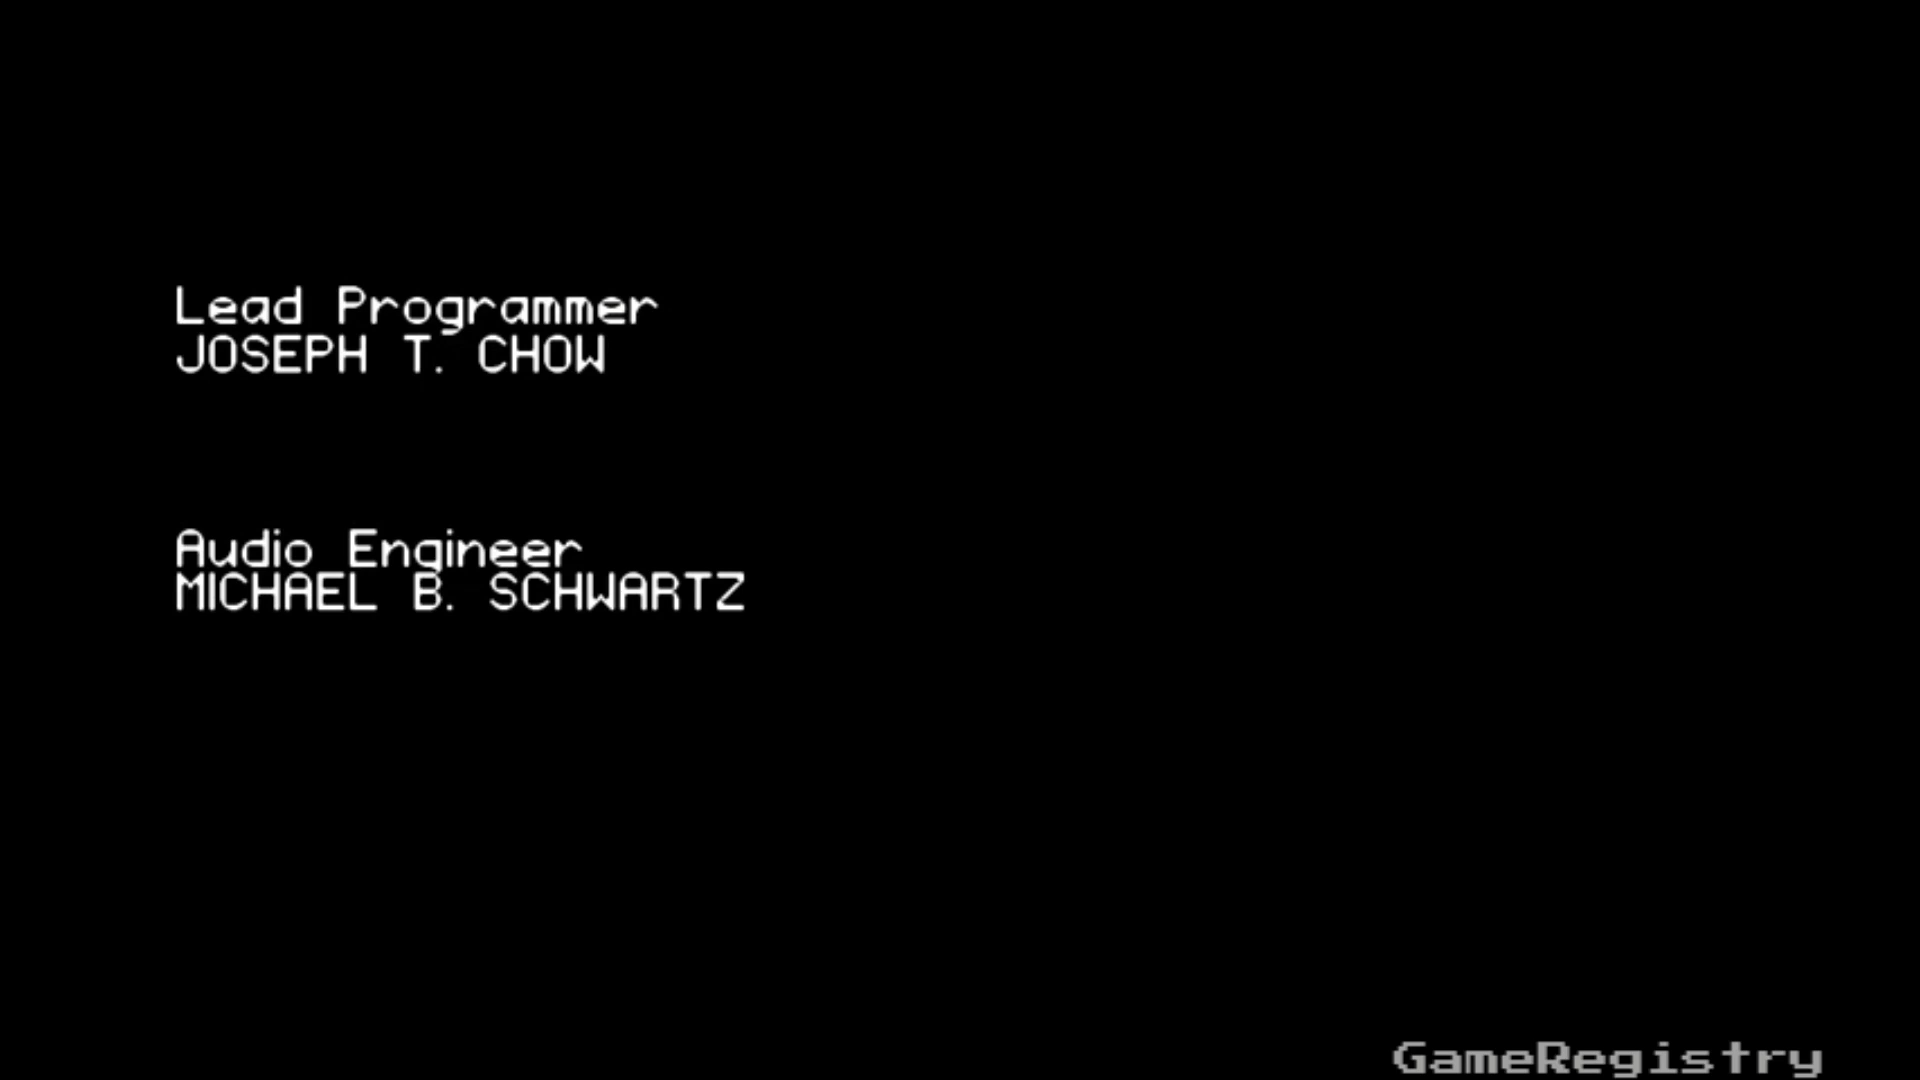 Lead Programmer
JOSEPH T. CHOW
Audio Engineer
MICHAEL B. SCHWARTZ
GameRegistry